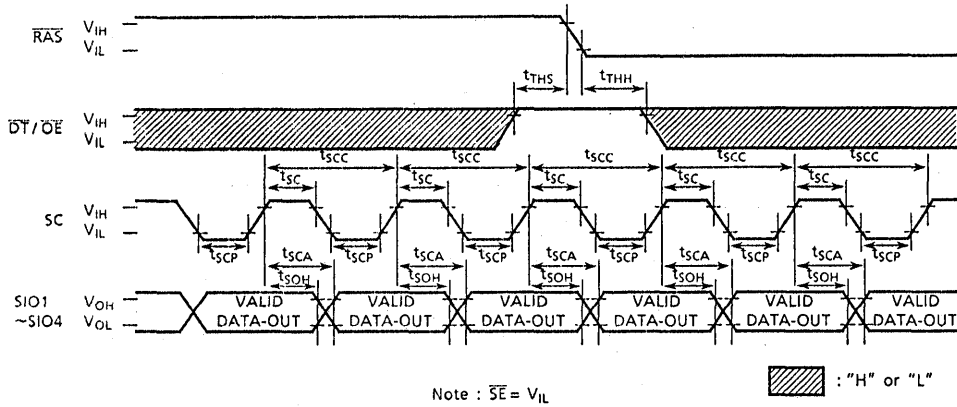 RAS VIH
VIL
tTHS tTHH
DT/OE VIH
VIL
tSCC tSCC tSCC tSCC tSCC
tSC tSC tSC tSC tSC
SC VIH
VIL
tSCP tSCP tSCP tSCP tSCP tSCP
tSCA tSCA tSCA tSCA tSCA
tSOH tSOH tSOH tSOH tSOH
SIO1 VOH VALID VALID VALID VALID VALID VALID
~SIO4 VOL DATA-OUT DATA-OUT DATA-OUT DATA-OUT DATA-OUT DATA-OUT
Note : SE = VIL
: "H" or "L"